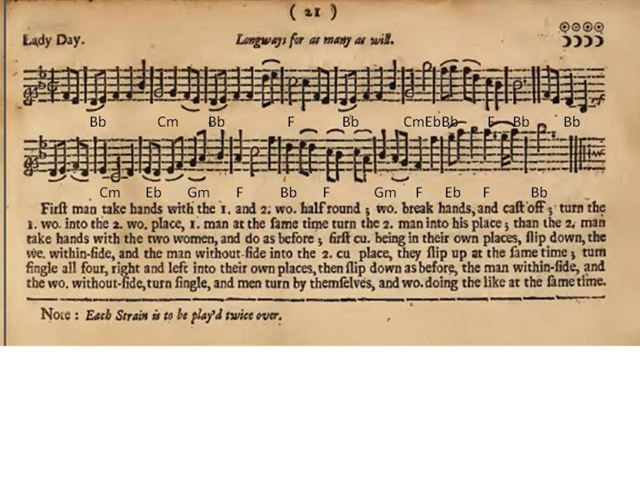 ( 21 )
Lady Day. Longways for as many as will.
Bb Cm Bb F Bb Cm Eb Bb F Bb Bb
Cm Eb Gm F Bb F Gm F Eb F Bb
Firſt man take hands with the 1. and 2. wo. half round ; wo. break hands, and caſt off ; turn the
1. wo. into the 2. wo. place, 1. man at the ſame time turn the 2. man into his place ; than the 2. man
take hands with the two women, and do as before ; firſt cu. being in their own places, ſlip down, the
we. within-ſide, and the man without-ſide into the 2. cu place, they ſlip up at the ſame time ; turn
ſingle all four, right and left into their own places, then ſlip down as before, the man within-ſide, and
the wo. without-ſide, turn ſingle, and men turn by themſelves, and wo. doing the like at the ſame time.
Note : Each Strain is to be play'd twice over.